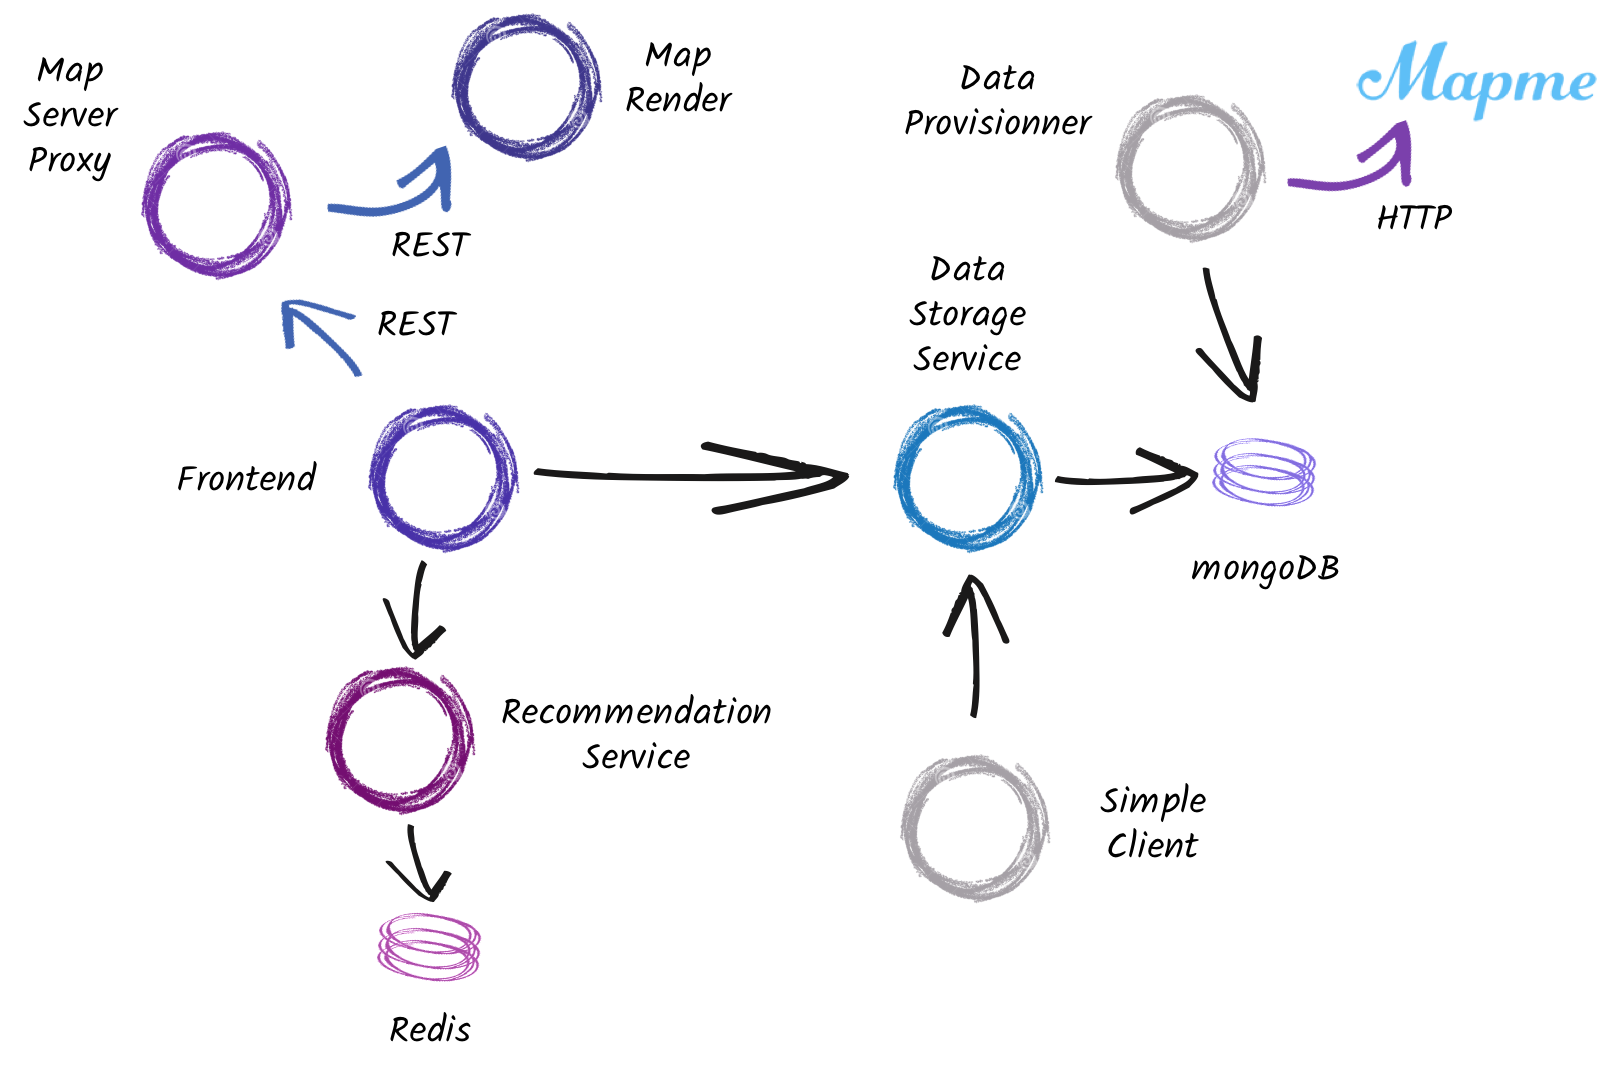 Map
Server
Proxy
Map
Render
Data
Provisionner
Mapme
REST
HTTP
REST
Data
Storage
Service
Frontend
mongoDB
Recommendation
Service
Simple
Client
Redis